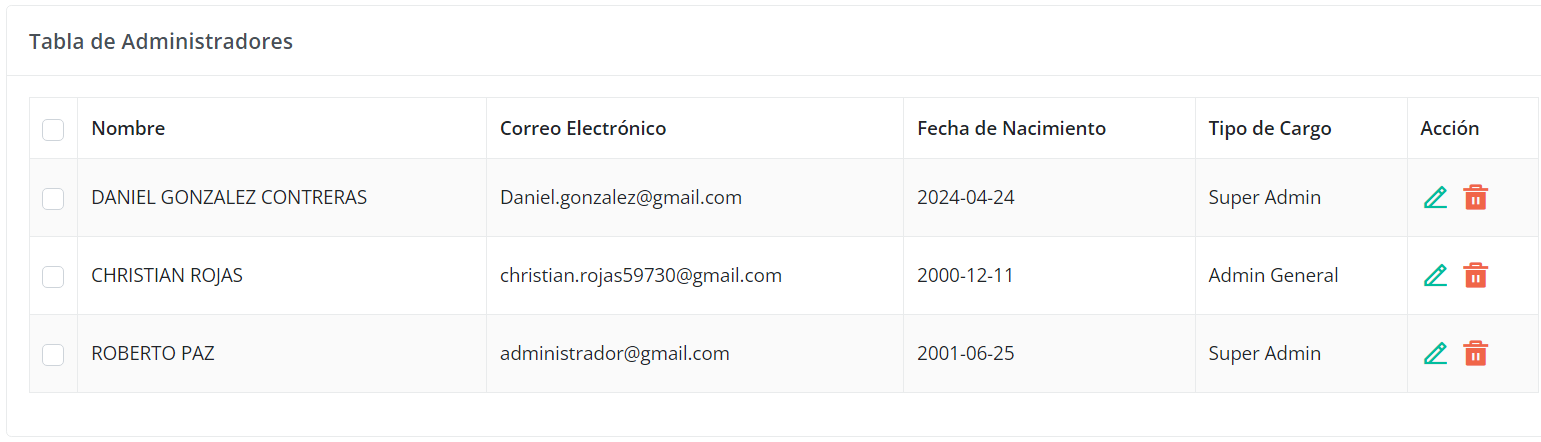 Tabla de Administradores
Nombre Correo Electrónico Fecha de Nacimiento Tipo de Cargo Acción
DANIEL GONZALEZ CONTRERAS Daniel.gonzalez@gmail.com 2024-04-24 Super Admin
CHRISTIAN ROJAS christian.rojas59730@gmail.com 2000-12-11 Admin General
ROBERTO PAZ administrador@gmail.com 2001-06-25 Super Admin